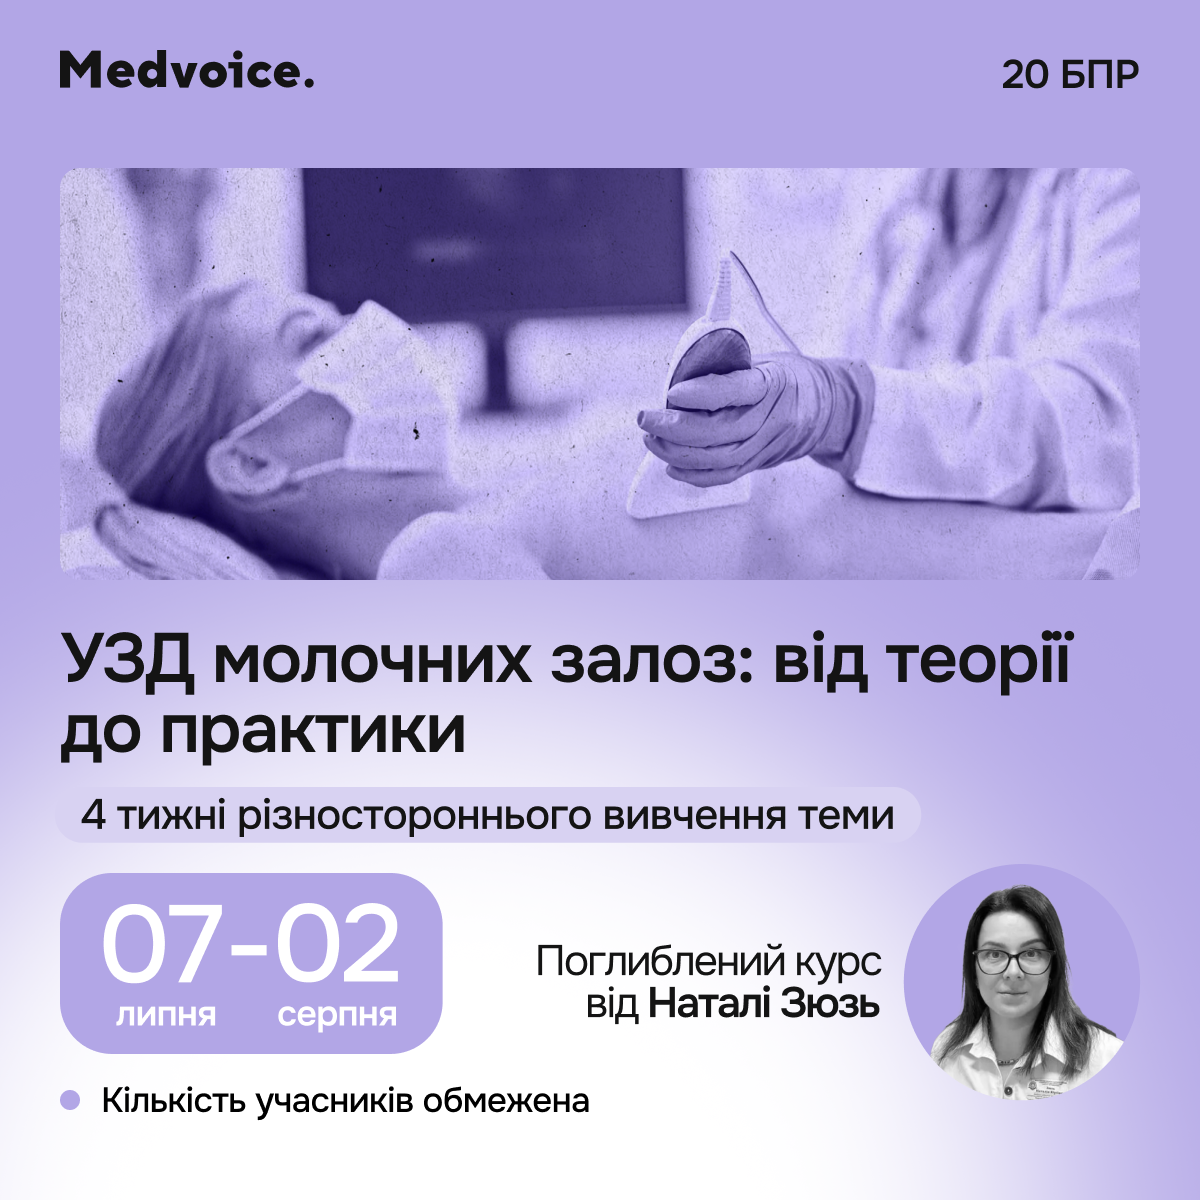 Medvoice.
20 БПР
УЗД молочних залоз: від теорії
до практики
4 тижні різностороннього вивчення теми
07-02
липня серпня
Поглиблений курс
від Наталі Зюзь
Кількість учасників обмежена